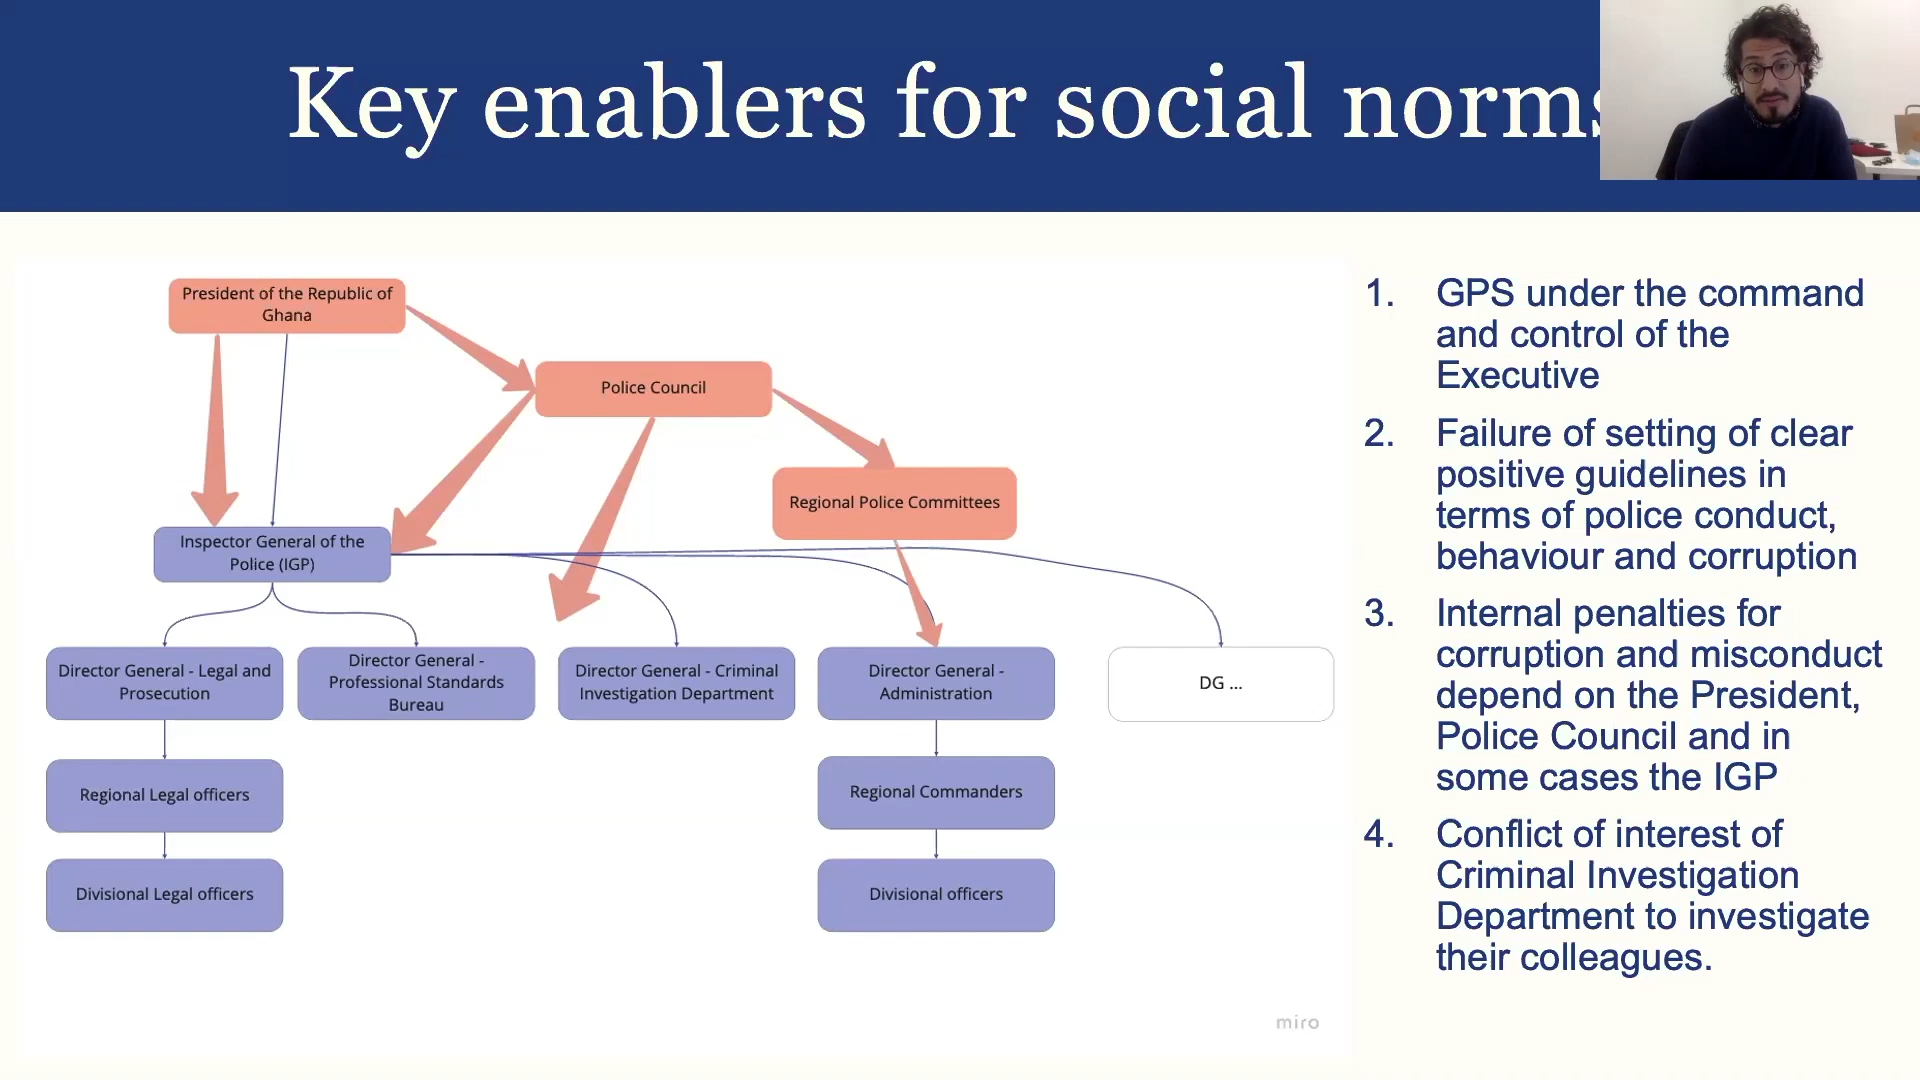 Key enablers for social norms
President of the Republic of
Ghana
Police Council
Regional Police Committees
Inspector General of the
Police (IGP)
Director General - Legal and
Prosecution
Director General -
Professional Standards
Bureau
Director General - Criminal
Investigation Department
Director General -
Administration
DG ...
Regional Legal officers
Regional Commanders
Divisional Legal officers
Divisional officers
miro
1. GPS under the command
and control of the
Executive
2. Failure of setting of clear
positive guidelines in
terms of police conduct,
behaviour and corruption
3. Internal penalties for
corruption and misconduct
depend on the President,
Police Council and in
some cases the IGP
4. Conflict of interest of
Criminal Investigation
Department to investigate
their colleagues.